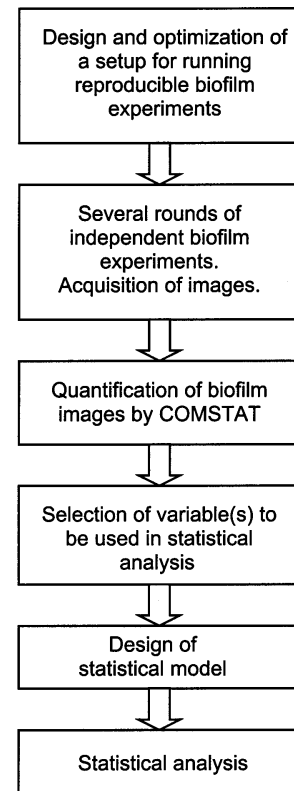 Design and optimization of
a setup for running
reproducible biofilm
experiments
Several rounds of
independent biofilm
experiments.
Acquisition of images.
Quantification of biofilm
images by COMSTAT
Selection of variable(s) to
be used in statistical
analysis
Design of
statistical model
Statistical analysis